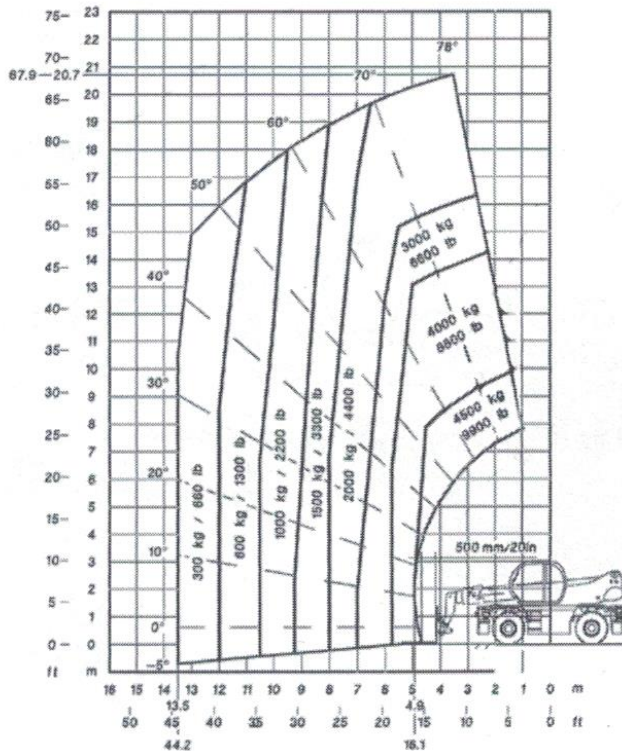 75– 23
22
70– 78°
21
67.9 – 20.7 70°
65– 20
19
60– 60°
18
17
55– 50°
16
50– 15 3000 kg
6600 lb
45– 14
40°
13
40– 12 4000 kg
8800 lb
11
35– 10
30°
30– 9 4500 kg
9900 lb
8
25– 7
20– 20° 6
300 kg / 660 lb
600 kg / 1300 lb
1000 kg / 2200 lb
1500 kg / 3300 lb
2000 kg / 4400 lb
15– 5
4
10– 10° 3 500 mm/20in
2
5– 1
0– 0° 0
ft m –5°
16 15 14 13 12 11 10 9 8 7 6 5 4 3 2 1 0 m
13.5 4.9
50 45 40 35 30 25 20 15 10 5 0 ft
44.2 16.1